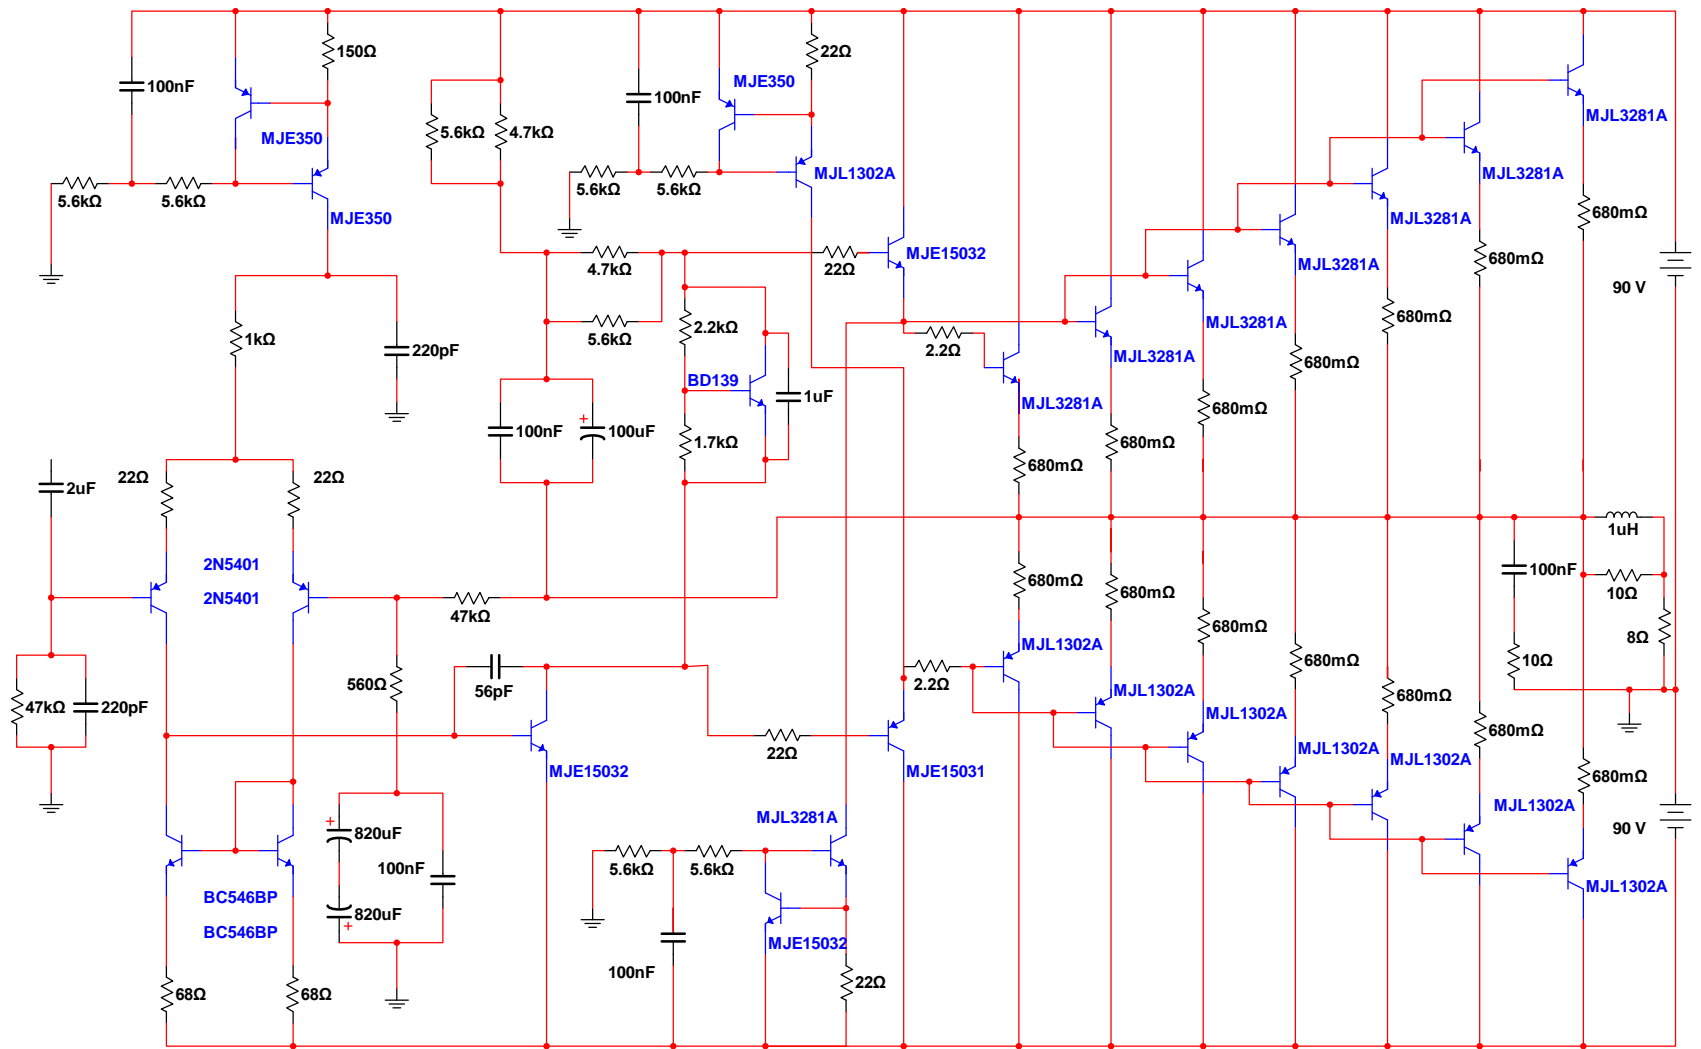 150Ω
22Ω
MJE350
100nF
100nF
MJL3281A
5.6kΩ
4.7kΩ
MJE350
MJL1302A
MJL3281A
5.6kΩ
5.6kΩ
5.6kΩ
5.6kΩ
MJE350
MJL3281A
680mΩ
MJE15032
4.7kΩ
22Ω
MJL3281A
680mΩ
90 V
2.2kΩ
1kΩ
5.6kΩ
220pF
2.2Ω
MJL3281A
680mΩ
680mΩ
BD139
1uF
MJL3281A
MJL3281A
680mΩ
100nF
100uF
1.7kΩ
680mΩ
680mΩ
22Ω
22Ω
2uF
1uH
2N5401
2N5401
100nF
680mΩ
680mΩ
10Ω
47kΩ
680mΩ
8Ω
MJL1302A
680mΩ
10Ω
560Ω
56pF
2.2Ω
MJL1302A
680mΩ
47kΩ
220pF
MJL1302A
680mΩ
22Ω
MJE15032
MJE15031
MJL1302A
MJL1302A
680mΩ
MJL1302A
MJL3281A
90 V
820uF
100nF
5.6kΩ
5.6kΩ
MJL1302A
BC546BP
820uF
BC546BP
MJE15032
100nF
22Ω
68Ω
68Ω